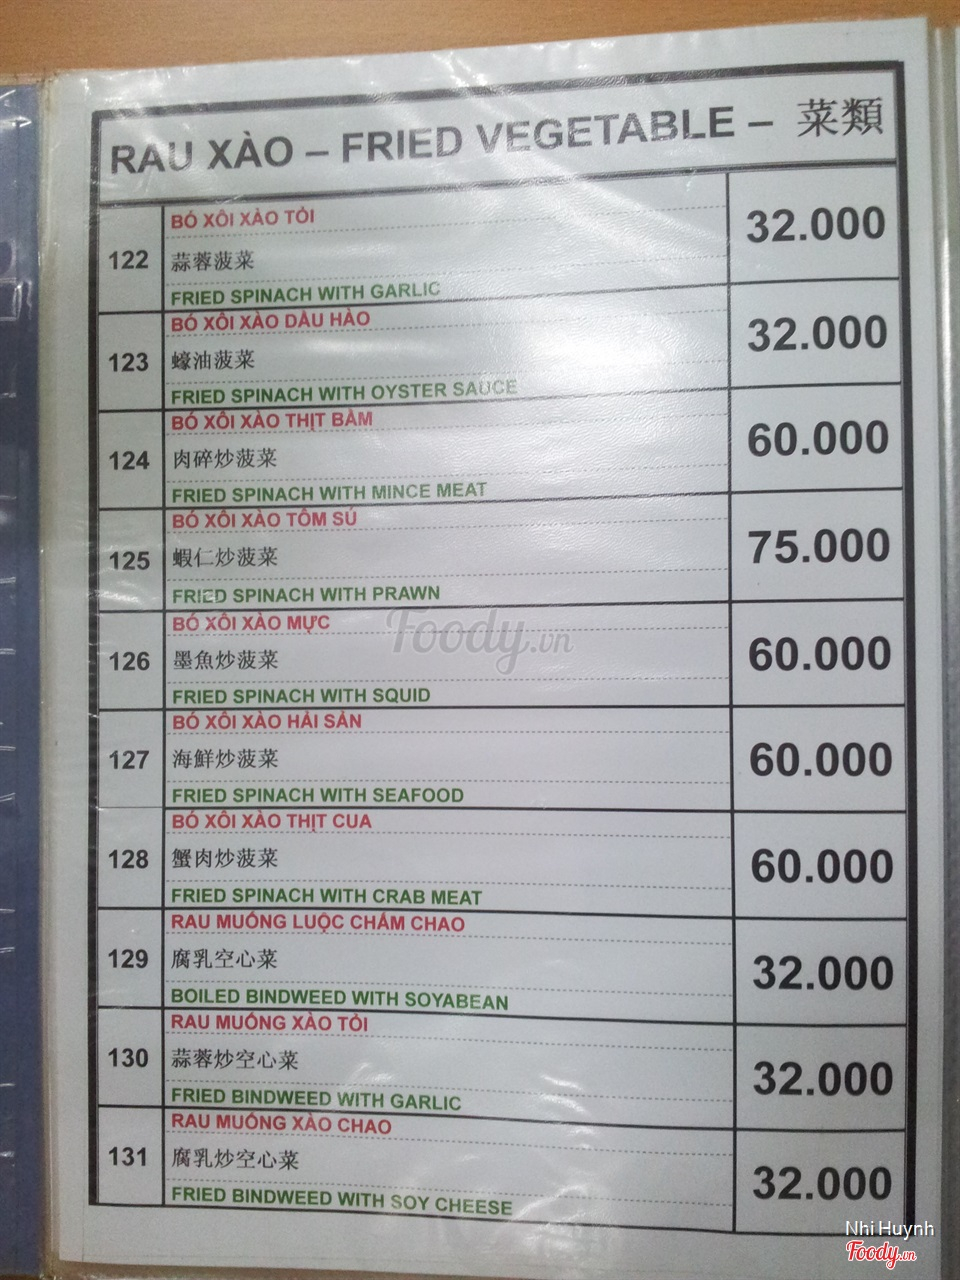 RAU XÀO – FRIED VEGETABLE – 菜類
122
BÓ XÔI XÀO TỎI
蒜蓉菠菜
FRIED SPINACH WITH GARLIC
32.000
123
BÓ XÔI XÀO DẦU HÀO
蠔油菠菜
FRIED SPINACH WITH OYSTER SAUCE
32.000
124
BÓ XÔI XÀO THỊT BẰM
肉碎炒菠菜
FRIED SPINACH WITH MINCE MEAT
60.000
125
BÓ XÔI XÀO TÔM SÚ
蝦仁炒菠菜
FRIED SPINACH WITH PRAWN
75.000
126
BÓ XÔI XÀO MỰC
墨魚炒菠菜
FRIED SPINACH WITH SQUID
60.000
127
BÓ XÔI XÀO HẢI SẢN
海鮮炒菠菜
FRIED SPINACH WITH SEAFOOD
60.000
128
BÓ XÔI XÀO THỊT CUA
蟹肉炒菠菜
FRIED SPINACH WITH CRAB MEAT
60.000
129
RAU MUỐNG LUỘC CHẤM CHAO
腐乳空心菜
BOILED BINDWEED WITH SOYABEAN
32.000
130
RAU MUỐNG XÀO TỎI
蒜蓉炒空心菜
FRIED BINDWEED WITH GARLIC
32.000
131
RAU MUỐNG XÀO CHAO
腐乳炒空心菜
FRIED BINDWEED WITH SOY CHEESE
32.000
Foody.vn
Nhi Huynh
Foody.vn